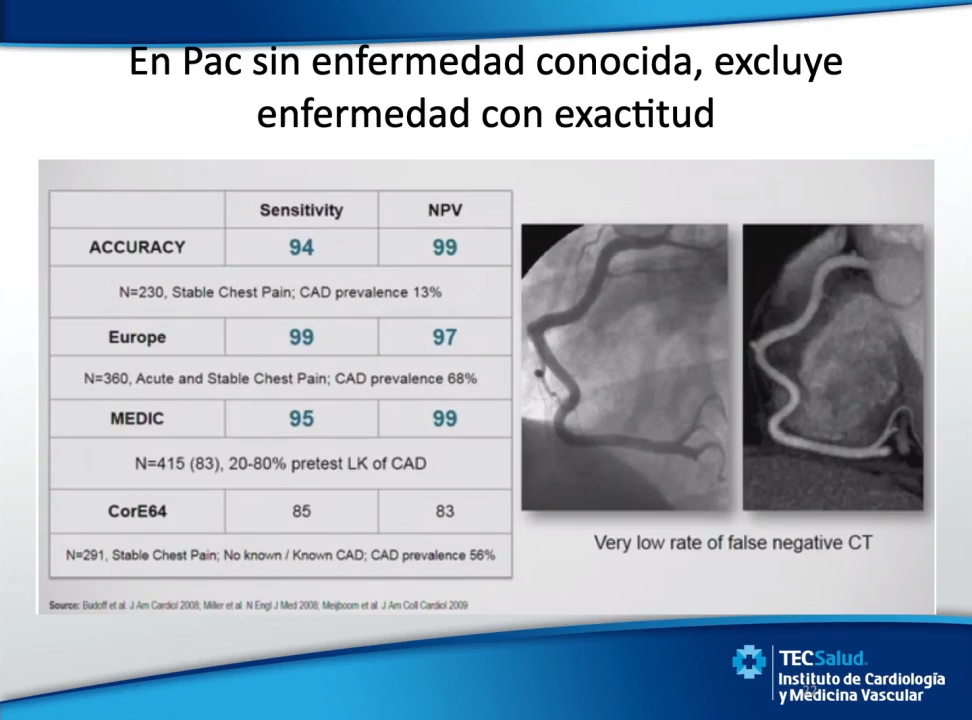 En Pac sin enfermedad conocida, excluye
enfermedad con exactitud
Sensitivity NPV
ACCURACY 94 99
N=230, Stable Chest Pain; CAD prevalence 13%
Europe 99 97
N=360, Acute and Stable Chest Pain; CAD prevalence 68%
MEDIC 95 99
N=415 (83), 20-80% pretest LK of CAD
CorE64 85 83
N=291, Stable Chest Pain; No known / Known CAD; CAD prevalence 56%
Very low rate of false negative CT
Source: Budoff et al. J Am Cardiol 2008; Miller et al. N Engl J Med 2008; Meijboom et al. J Am Coll Cardiol 2009
TECSalud.
Instituto de Cardiología
y Medicina Vascular